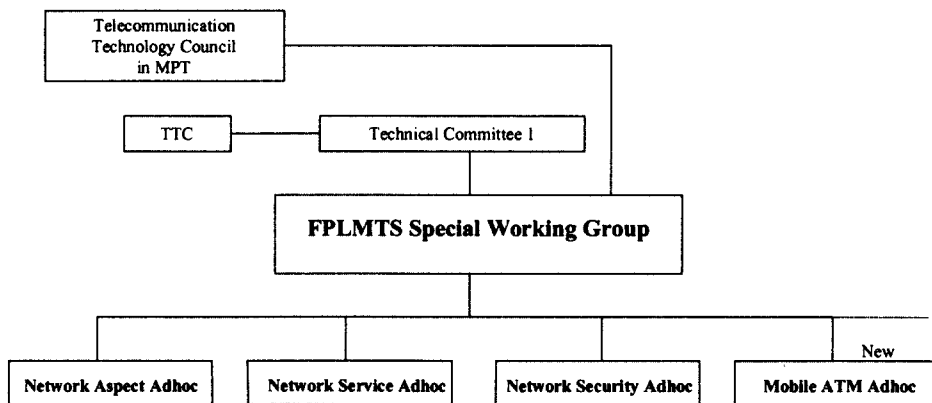 Telecommunication
Technology Council
in MPT
TTC
Technical Committee 1
FPLMTS Special Working Group
New
Network Aspect Adhoc
Network Service Adhoc
Network Security Adhoc
Mobile ATM Adhoc